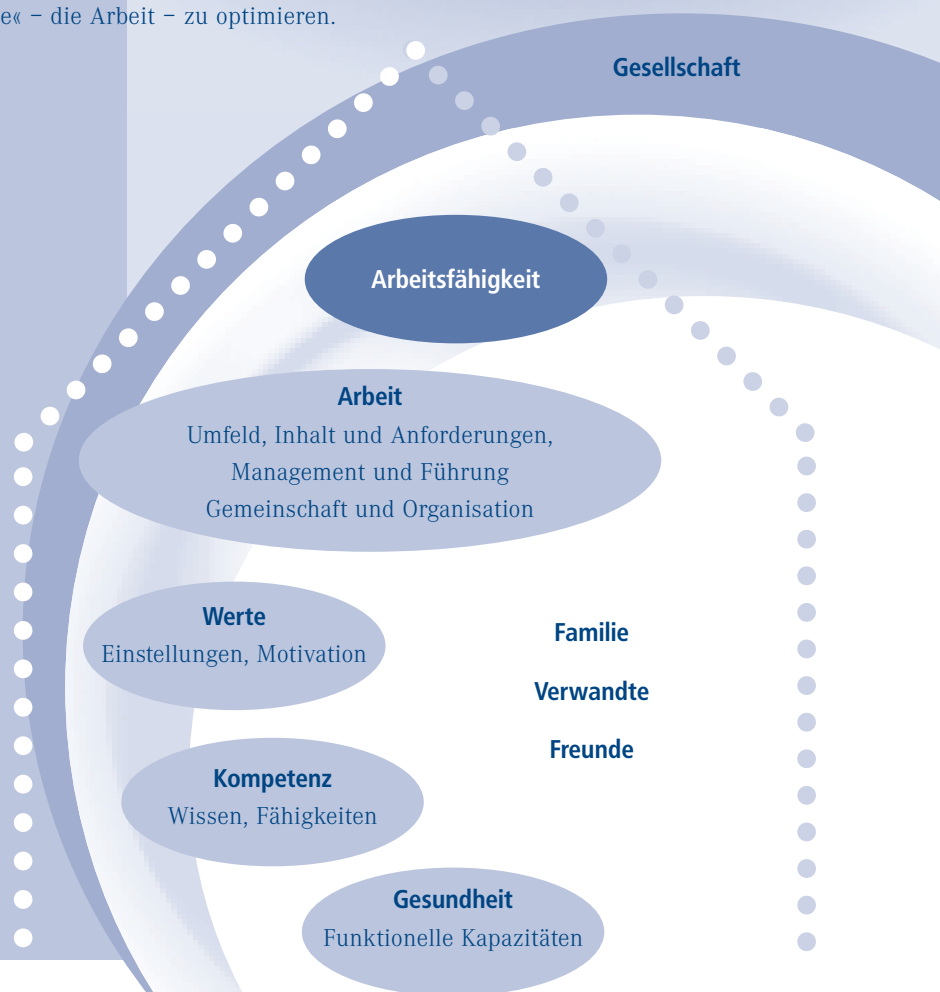 e« – die Arbeit – zu optimieren.
Gesellschaft
Arbeitsfähigkeit
Arbeit
Umfeld, Inhalt und Anforderungen,
Management und Führung
Gemeinschaft und Organisation
Werte
Einstellungen, Motivation
Familie
Verwandte
Freunde
Kompetenz
Wissen, Fähigkeiten
Gesundheit
Funktionelle Kapazitäten